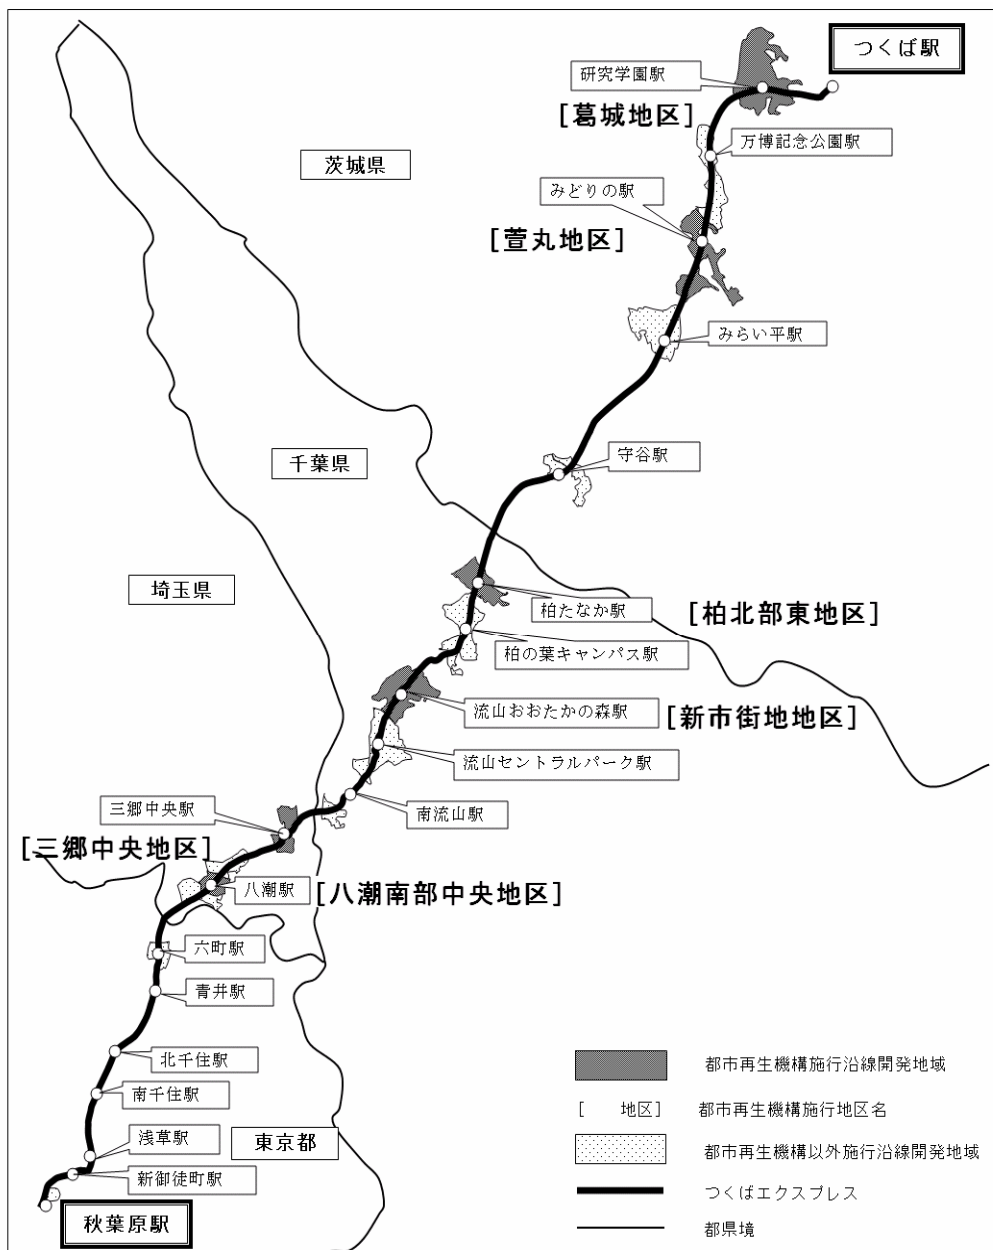 つくば駅
研究学園駅
[葛城地区]
万博記念公園駅
茨城県
みどりの駅
[萱丸地区]
みらい平駅
守谷駅
千葉県
埼玉県
柏たなか駅
[柏北部東地区]
柏の葉キャンパス駅
流山おおたかの森駅
[新市街地地区]
流山セントラルパーク駅
三郷中央駅
南流山駅
[三郷中央地区]
八潮駅
[八潮南部中央地区]
六町駅
青井駅
北千住駅
南千住駅
浅草駅
東京都
新御徒町駅
秋葉原駅
都市再生機構施行沿線開発地域
[　地区] 都市再生機構施行地区名
都市再生機構以外施行沿線開発地域
つくばエクスプレス
都県境